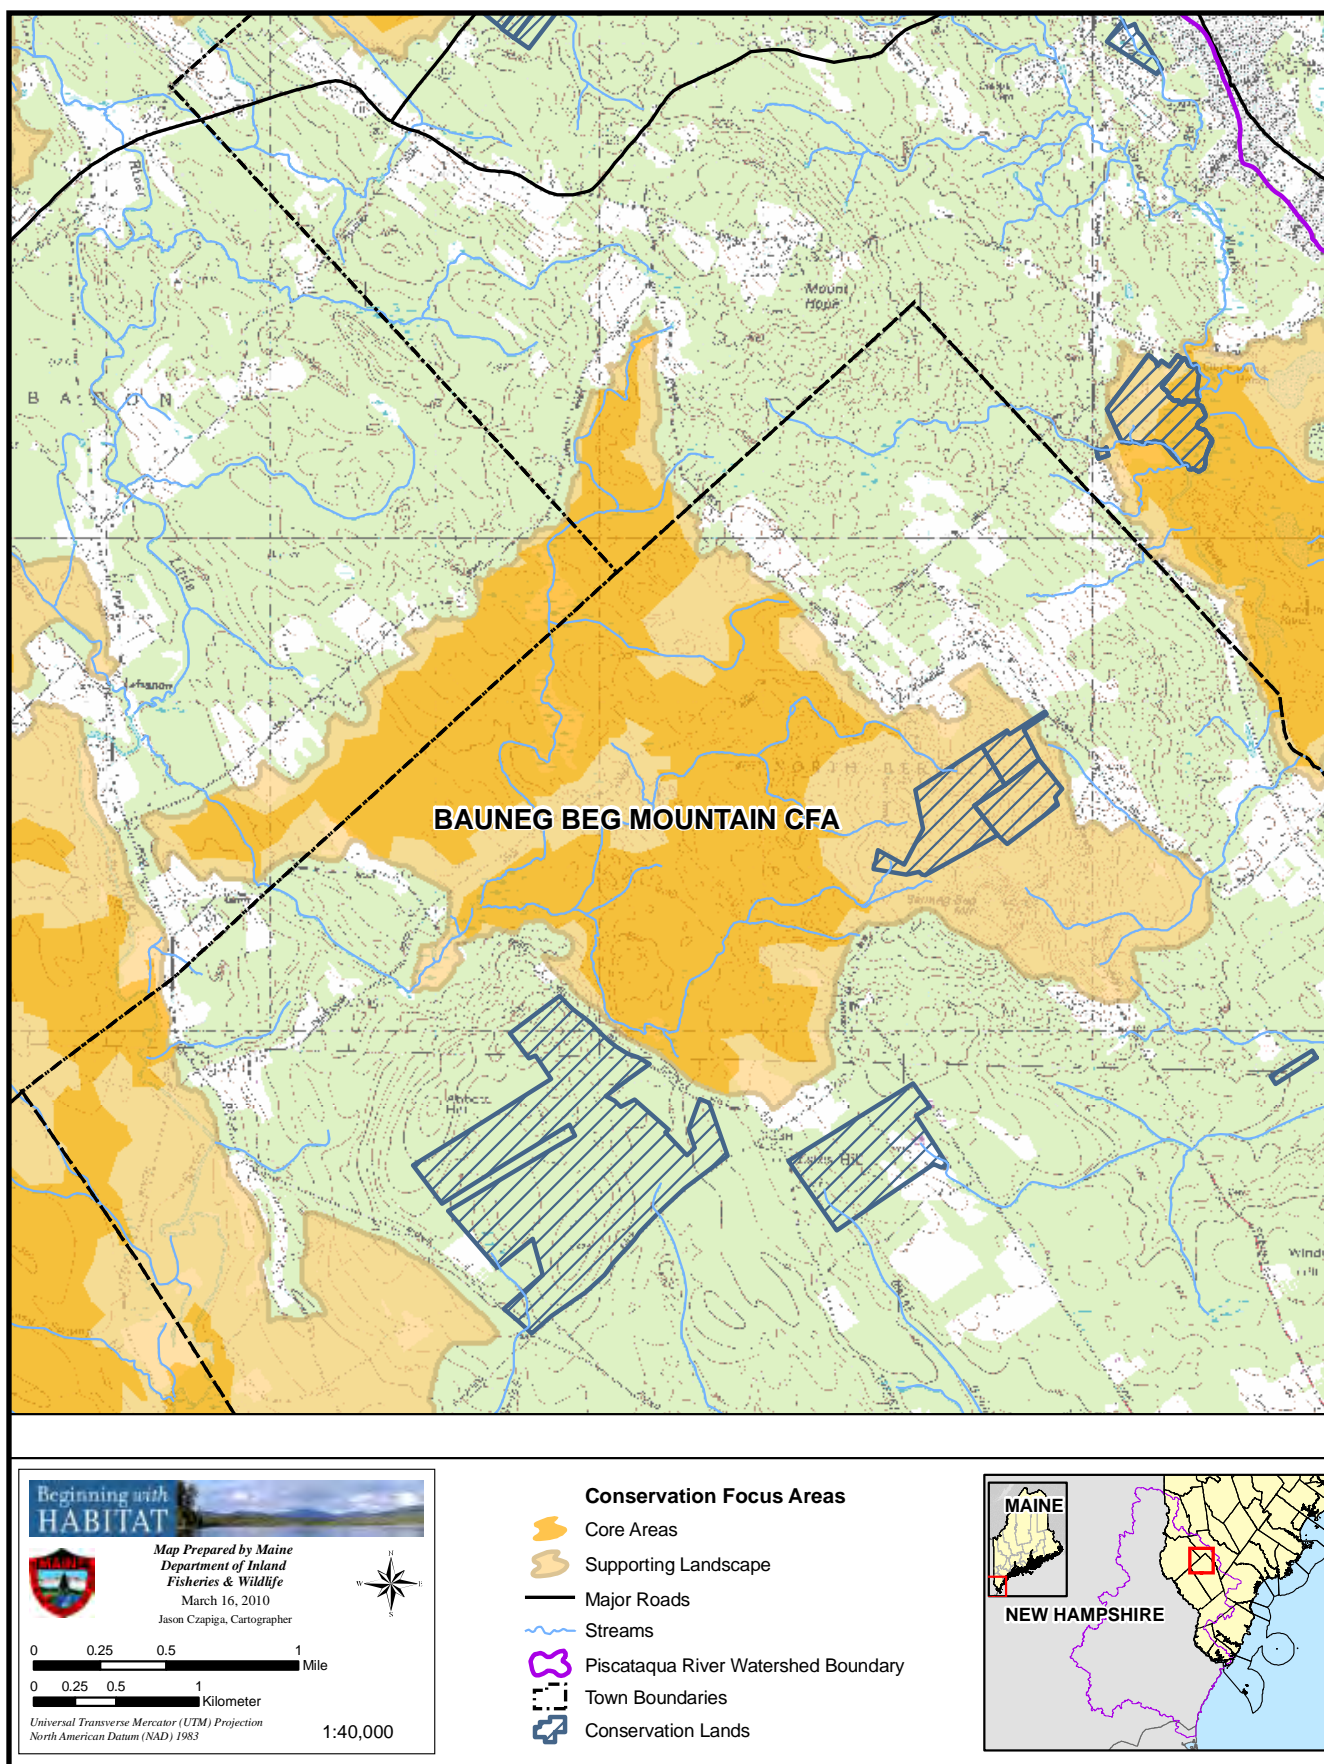 Mount
Hope
BAUNEG BEG MOUNTAIN CFA
Little
Lebanon
Hill
Beginning with
HABITAT
Map Prepared by Maine
Department of Inland
Fisheries & Wildlife
March 16, 2010
Jason Czapiga, Cartographer
N
W E
S
0 0.25 0.5 1
Mile
0 0.25 0.5 1
Kilometer
Universal Transverse Mercator (UTM) Projection
North American Datum (NAD) 1983
1:40,000
Conservation Focus Areas
Core Areas
Supporting Landscape
Major Roads
Streams
Piscataqua River Watershed Boundary
Town Boundaries
Conservation Lands
MAINE
NEW HAMPSHIRE